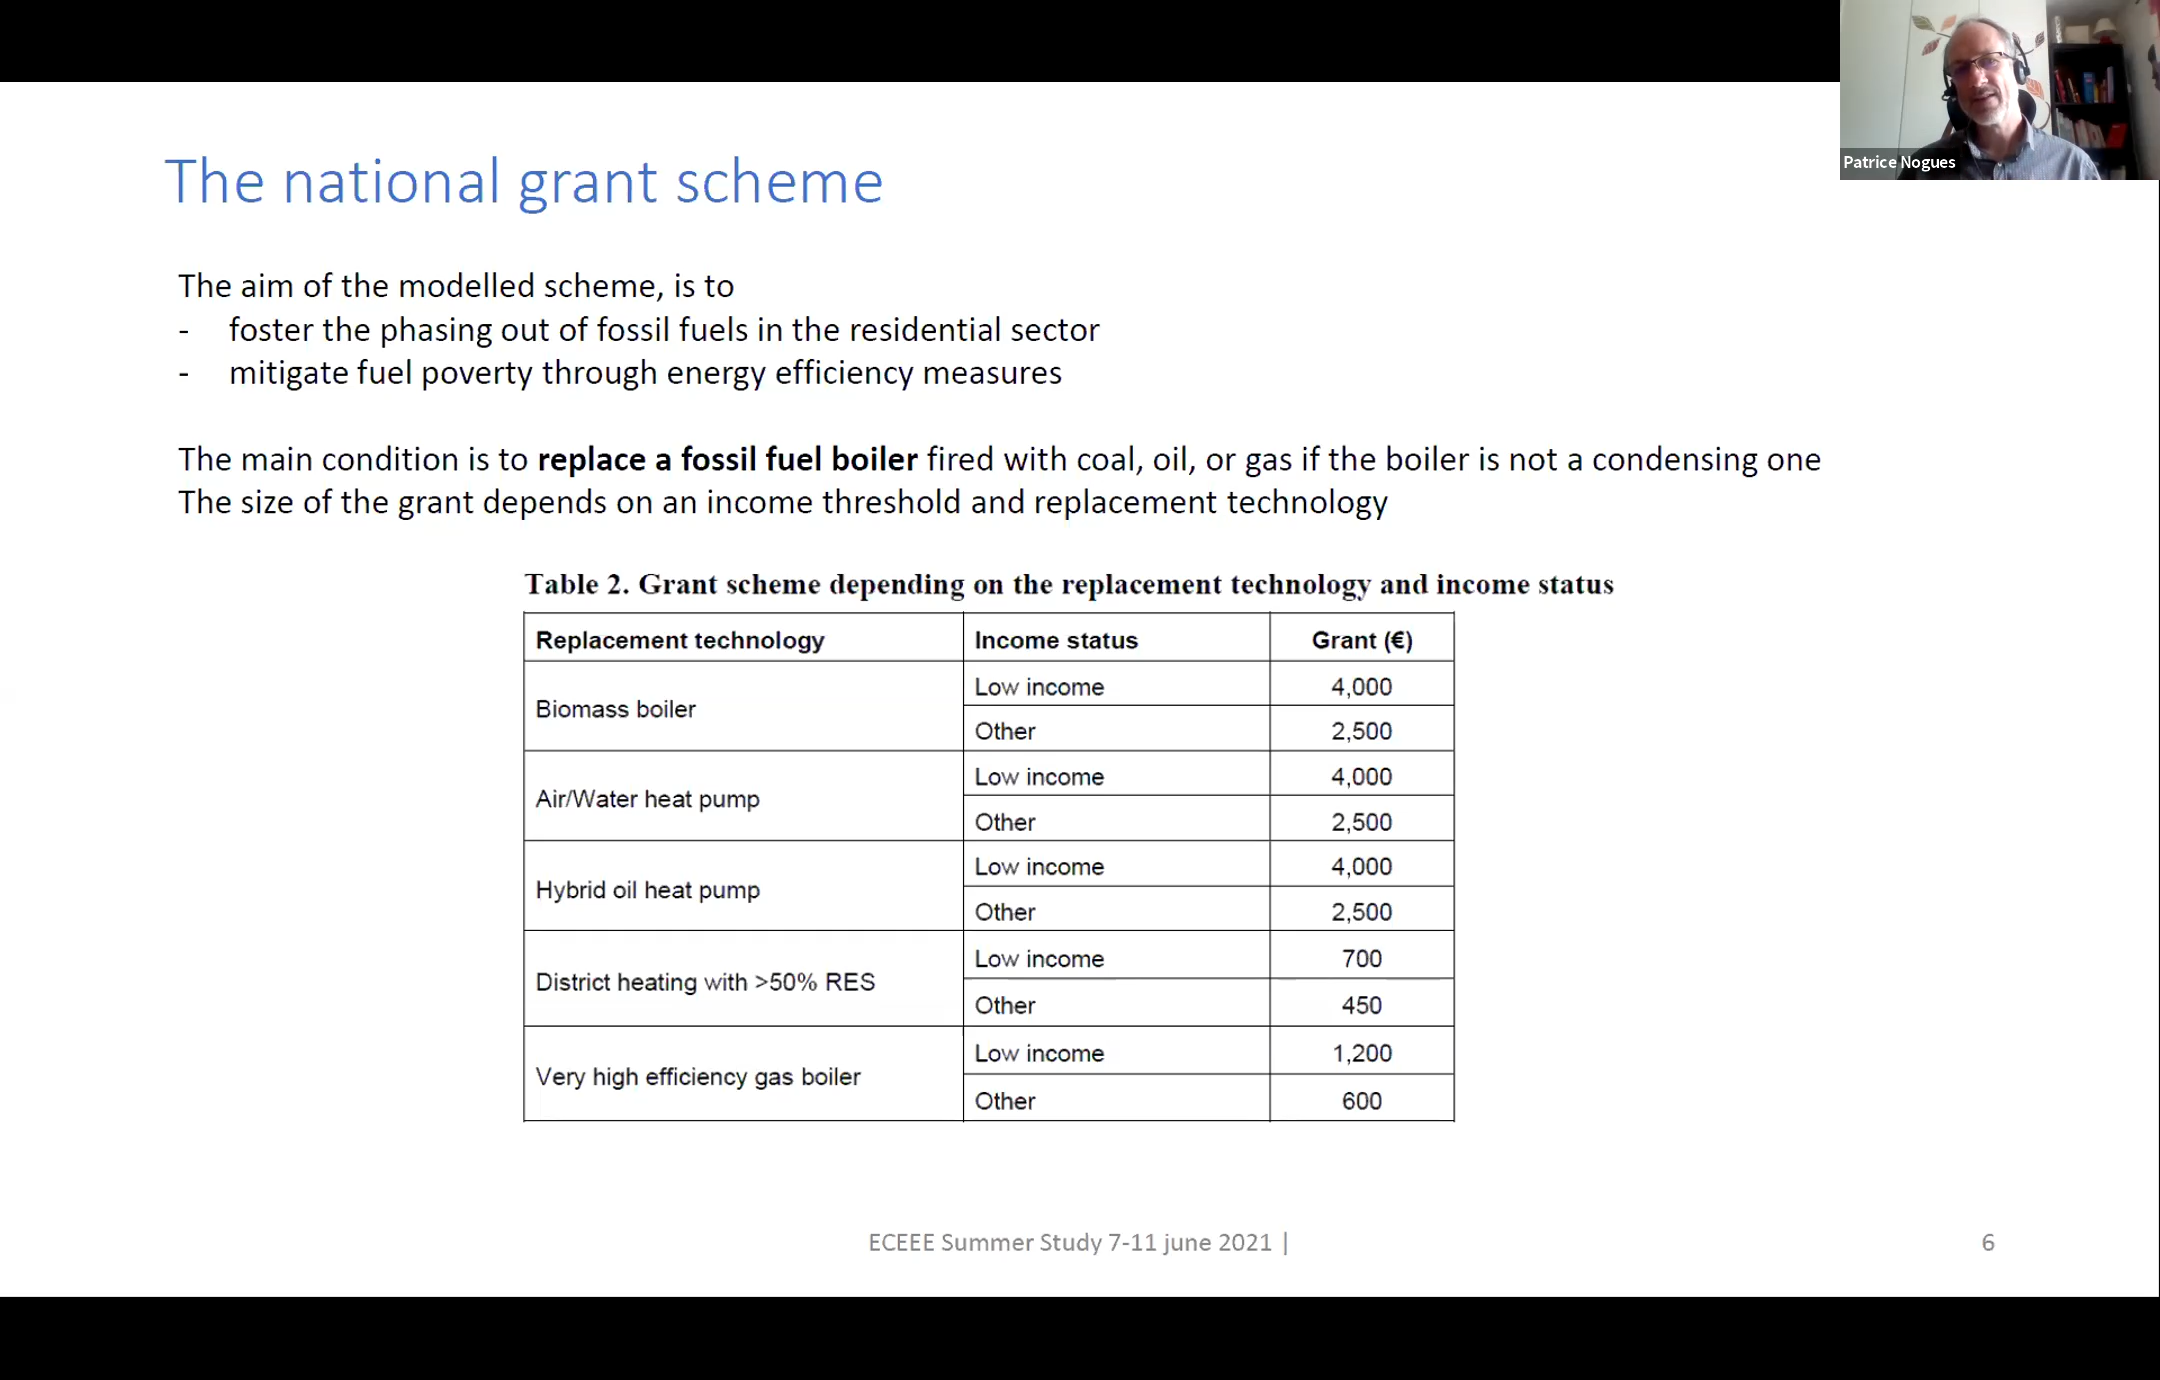 Patrice Nogues
The national grant scheme
The aim of the modelled scheme, is to
- foster the phasing out of fossil fuels in the residential sector
- mitigate fuel poverty through energy efficiency measures
The main condition is to replace a fossil fuel boiler fired with coal, oil, or gas if the boiler is not a condensing one
The size of the grant depends on an income threshold and replacement technology
Table 2. Grant scheme depending on the replacement technology and income status
Replacement technology Income status Grant (€)
Biomass boiler
Low income 4,000
Other 2,500
Air/Water heat pump
Low income 4,000
Other 2,500
Hybrid oil heat pump
Low income 4,000
Other 2,500
District heating with >50% RES
Low income 700
Other 450
Very high efficiency gas boiler
Low income 1,200
Other 600
ECEEE Summer Study 7-11 june 2021 |
6